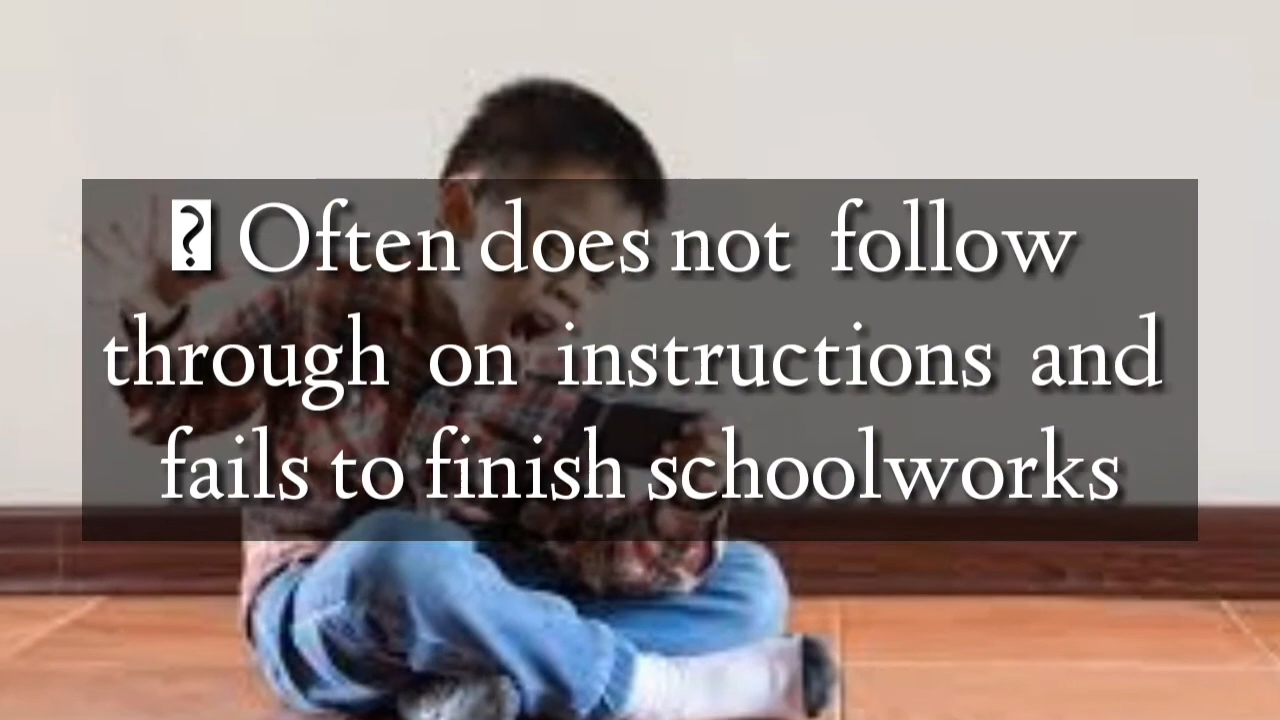 � Often does not follow
through on instructions and
fails to finish schoolworks